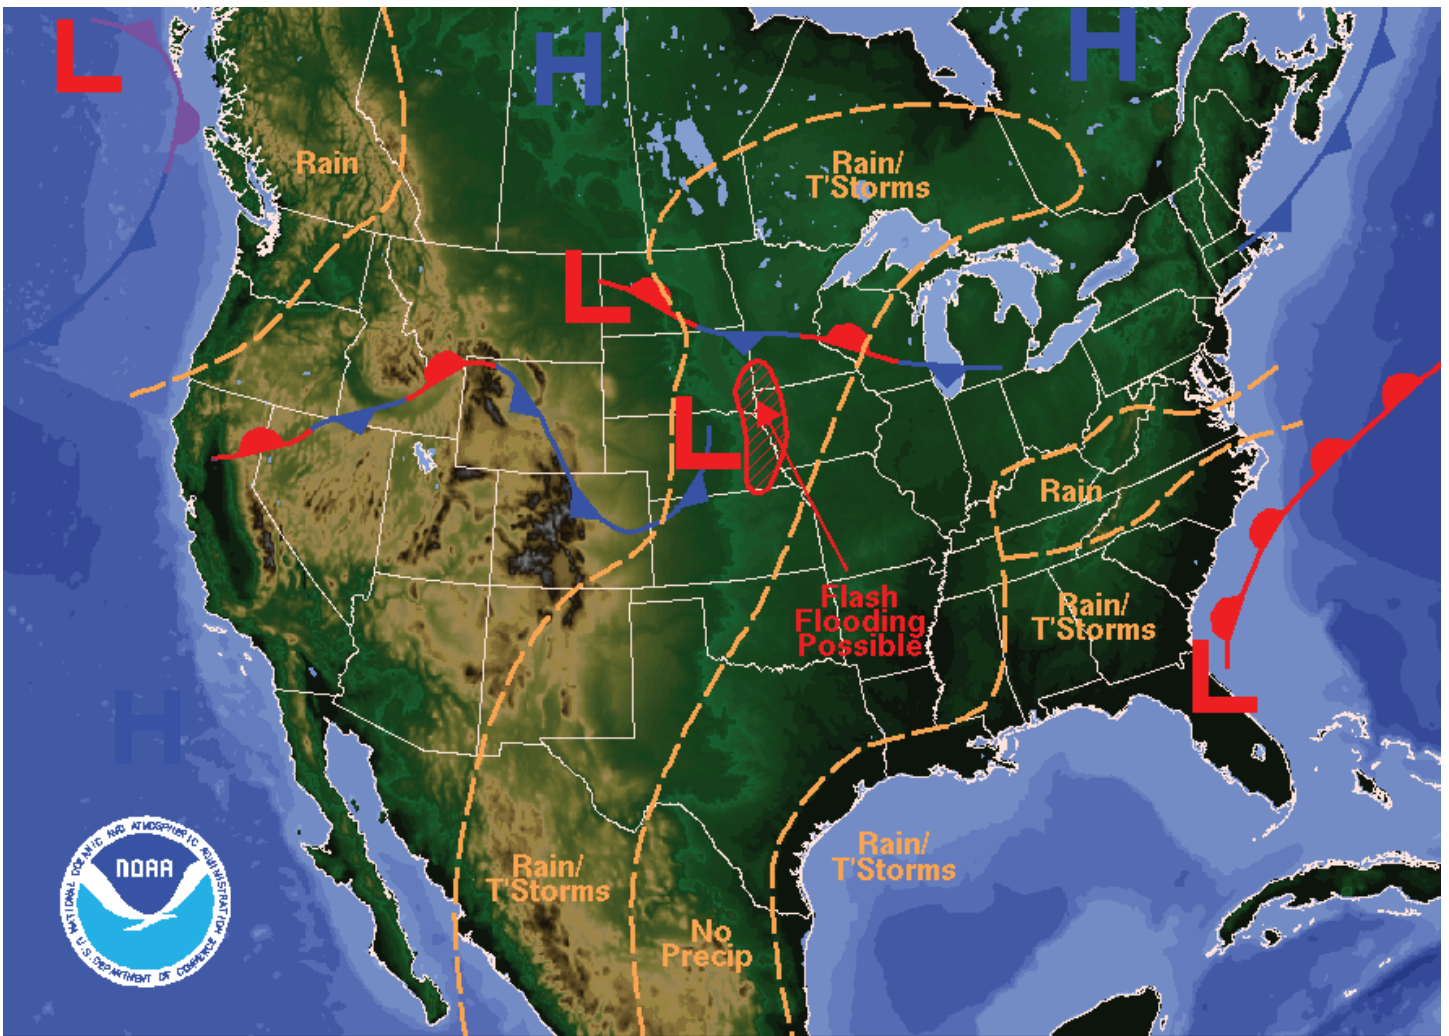 L
H
H
Rain
Rain/
T'Storms
L
L
Rain
Flash
Flooding
Possible
Rain/
T'Storms
L
H
Rain/
T'Storms
Rain/
T'Storms
No
Precip
NOAA
NATIONAL OCEANIC AND ATMOSPHERIC ADMINISTRATION
U.S. DEPARTMENT OF COMMERCE